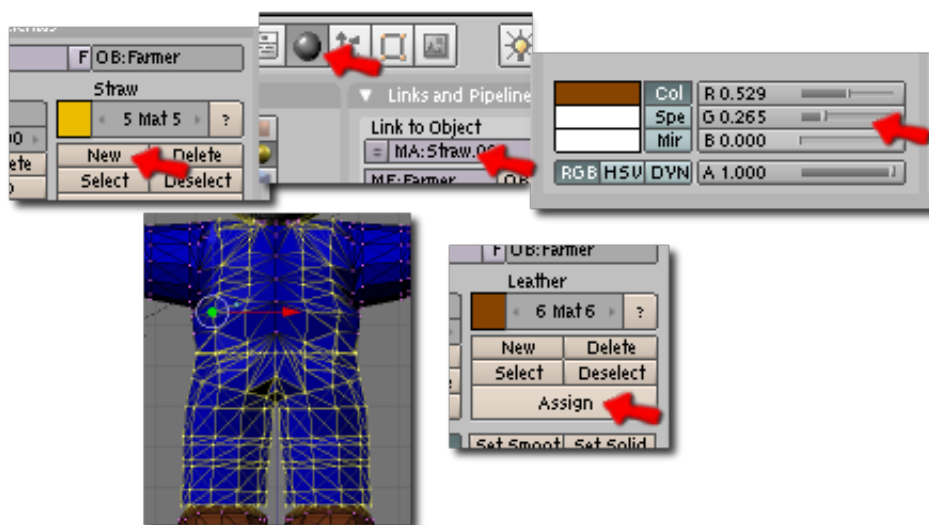 F OB:Farmer
Straw
5 Mat 5 ?
New Delete
Select Deselect
Links and Pipeline
Link to Object
MA:Straw.00
ME:Farmer OB
Col R 0.529
Spe G 0.265
Mir B 0.000
RGB HSV DYN A 1.000
F OB:Farmer
Leather
6 Mat 6 ?
New Delete
Select Deselect
Assign
Set Smoot Set Solid